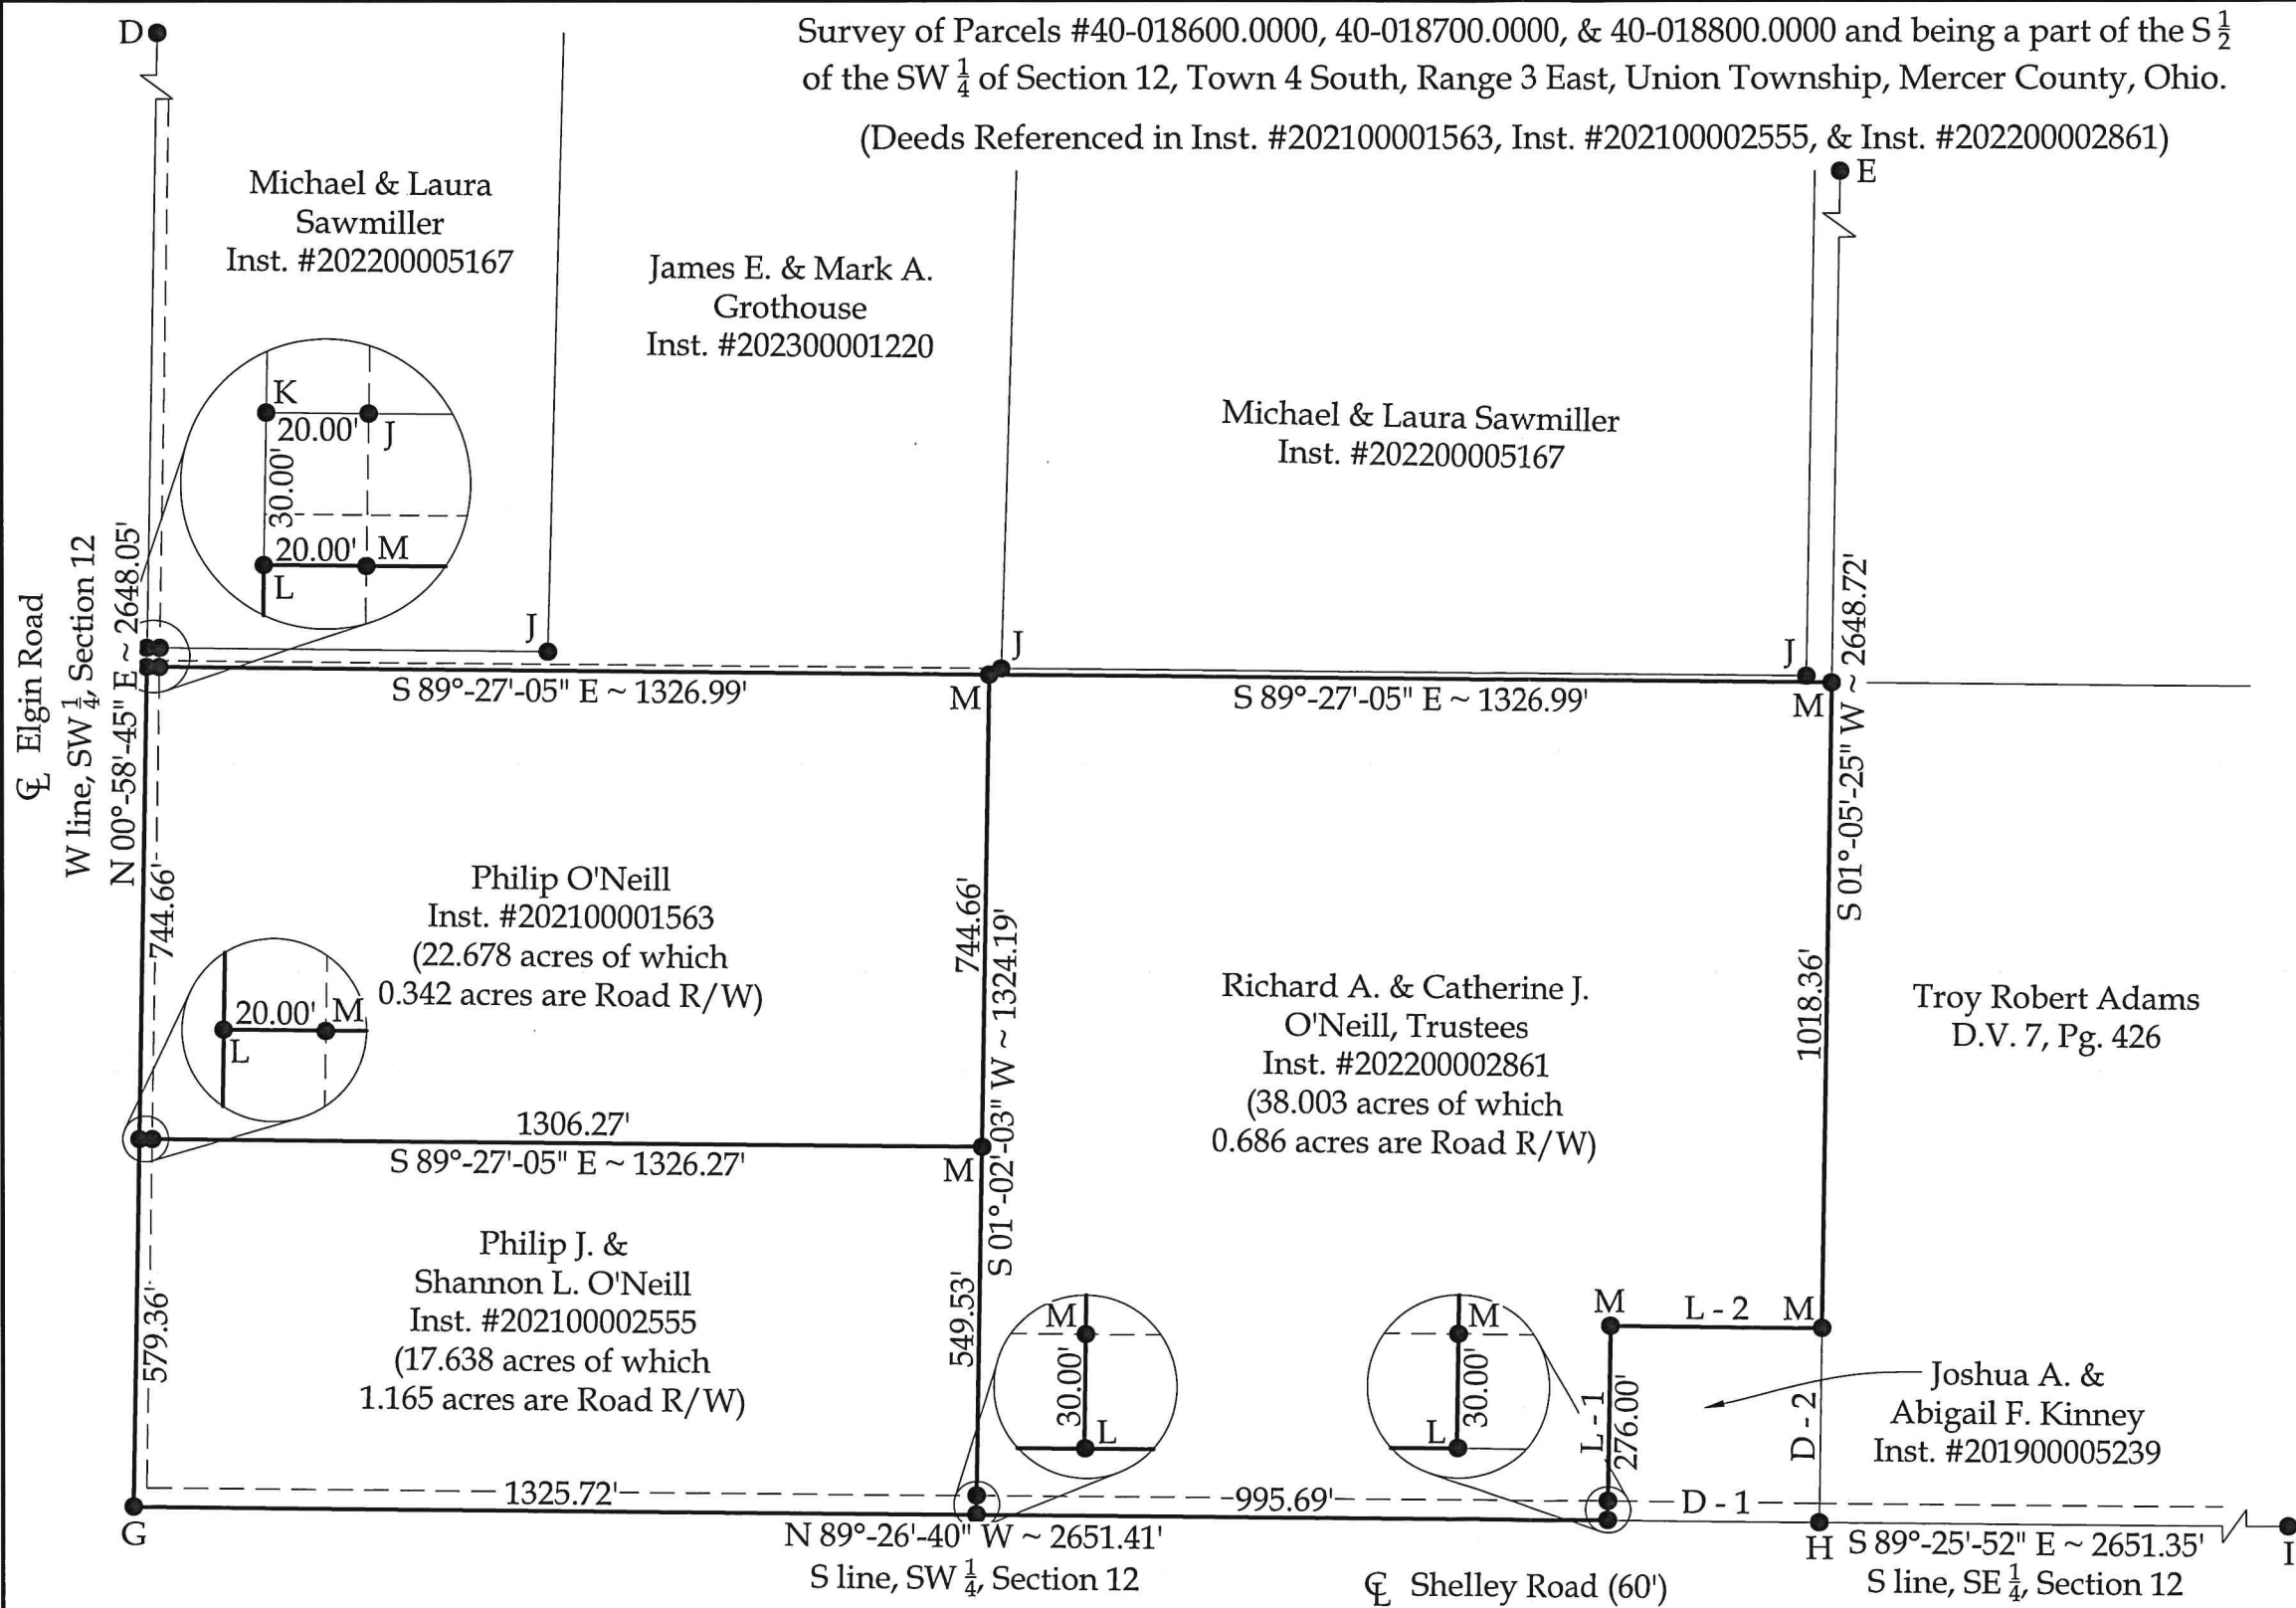 D
Survey of Parcels #40-018600.0000, 40-018700.0000, & 40-018800.0000 and being a part of the S 1/2
of the SW 1/4 of Section 12, Town 4 South, Range 3 East, Union Township, Mercer County, Ohio.
(Deeds Referenced in Inst. #202100001563, Inst. #202100002555, & Inst. #202200002861)
E
Michael & Laura
Sawmiller
Inst. #202200005167
James E. & Mark A.
Grothouse
Inst. #202300001220
Michael & Laura Sawmiller
Inst. #202200005167
K
20.00'
J
30.00'
20.00'
M
L
J
J
J
℄ Elgin Road
W line, SW 1/4, Section 12
N 00°-58'-45" E ~ 2648.05'
S 89°-27'-05" E ~ 1326.99'
M
S 89°-27'-05" E ~ 1326.99'
M
S 01°-05'-25" W ~ 2648.72'
744.66'
Philip O'Neill
Inst. #202100001563
(22.678 acres of which
0.342 acres are Road R/W)
744.66'
S 01°-02'-03" W ~ 1324.19'
20.00'
M
L
Richard A. & Catherine J.
O'Neill, Trustees
Inst. #202200002861
(38.003 acres of which
0.686 acres are Road R/W)
1018.36'
Troy Robert Adams
D.V. 7, Pg. 426
1306.27'
S 89°-27'-05" E ~ 1326.27'
M
Philip J. &
Shannon L. O'Neill
Inst. #202100002555
(17.638 acres of which
1.165 acres are Road R/W)
579.36'
549.53'
M
30.00'
L
M
30.00'
L
M
L - 2
M
L - 1
276.00'
D - 2
Joshua A. &
Abigail F. Kinney
Inst. #201900005239
1325.72'
995.69'
D - 1
G
N 89°-26'-40" W ~ 2651.41'
S line, SW 1/4, Section 12
℄ Shelley Road (60')
H
S 89°-25'-52" E ~ 2651.35'
S line, SE 1/4, Section 12
I